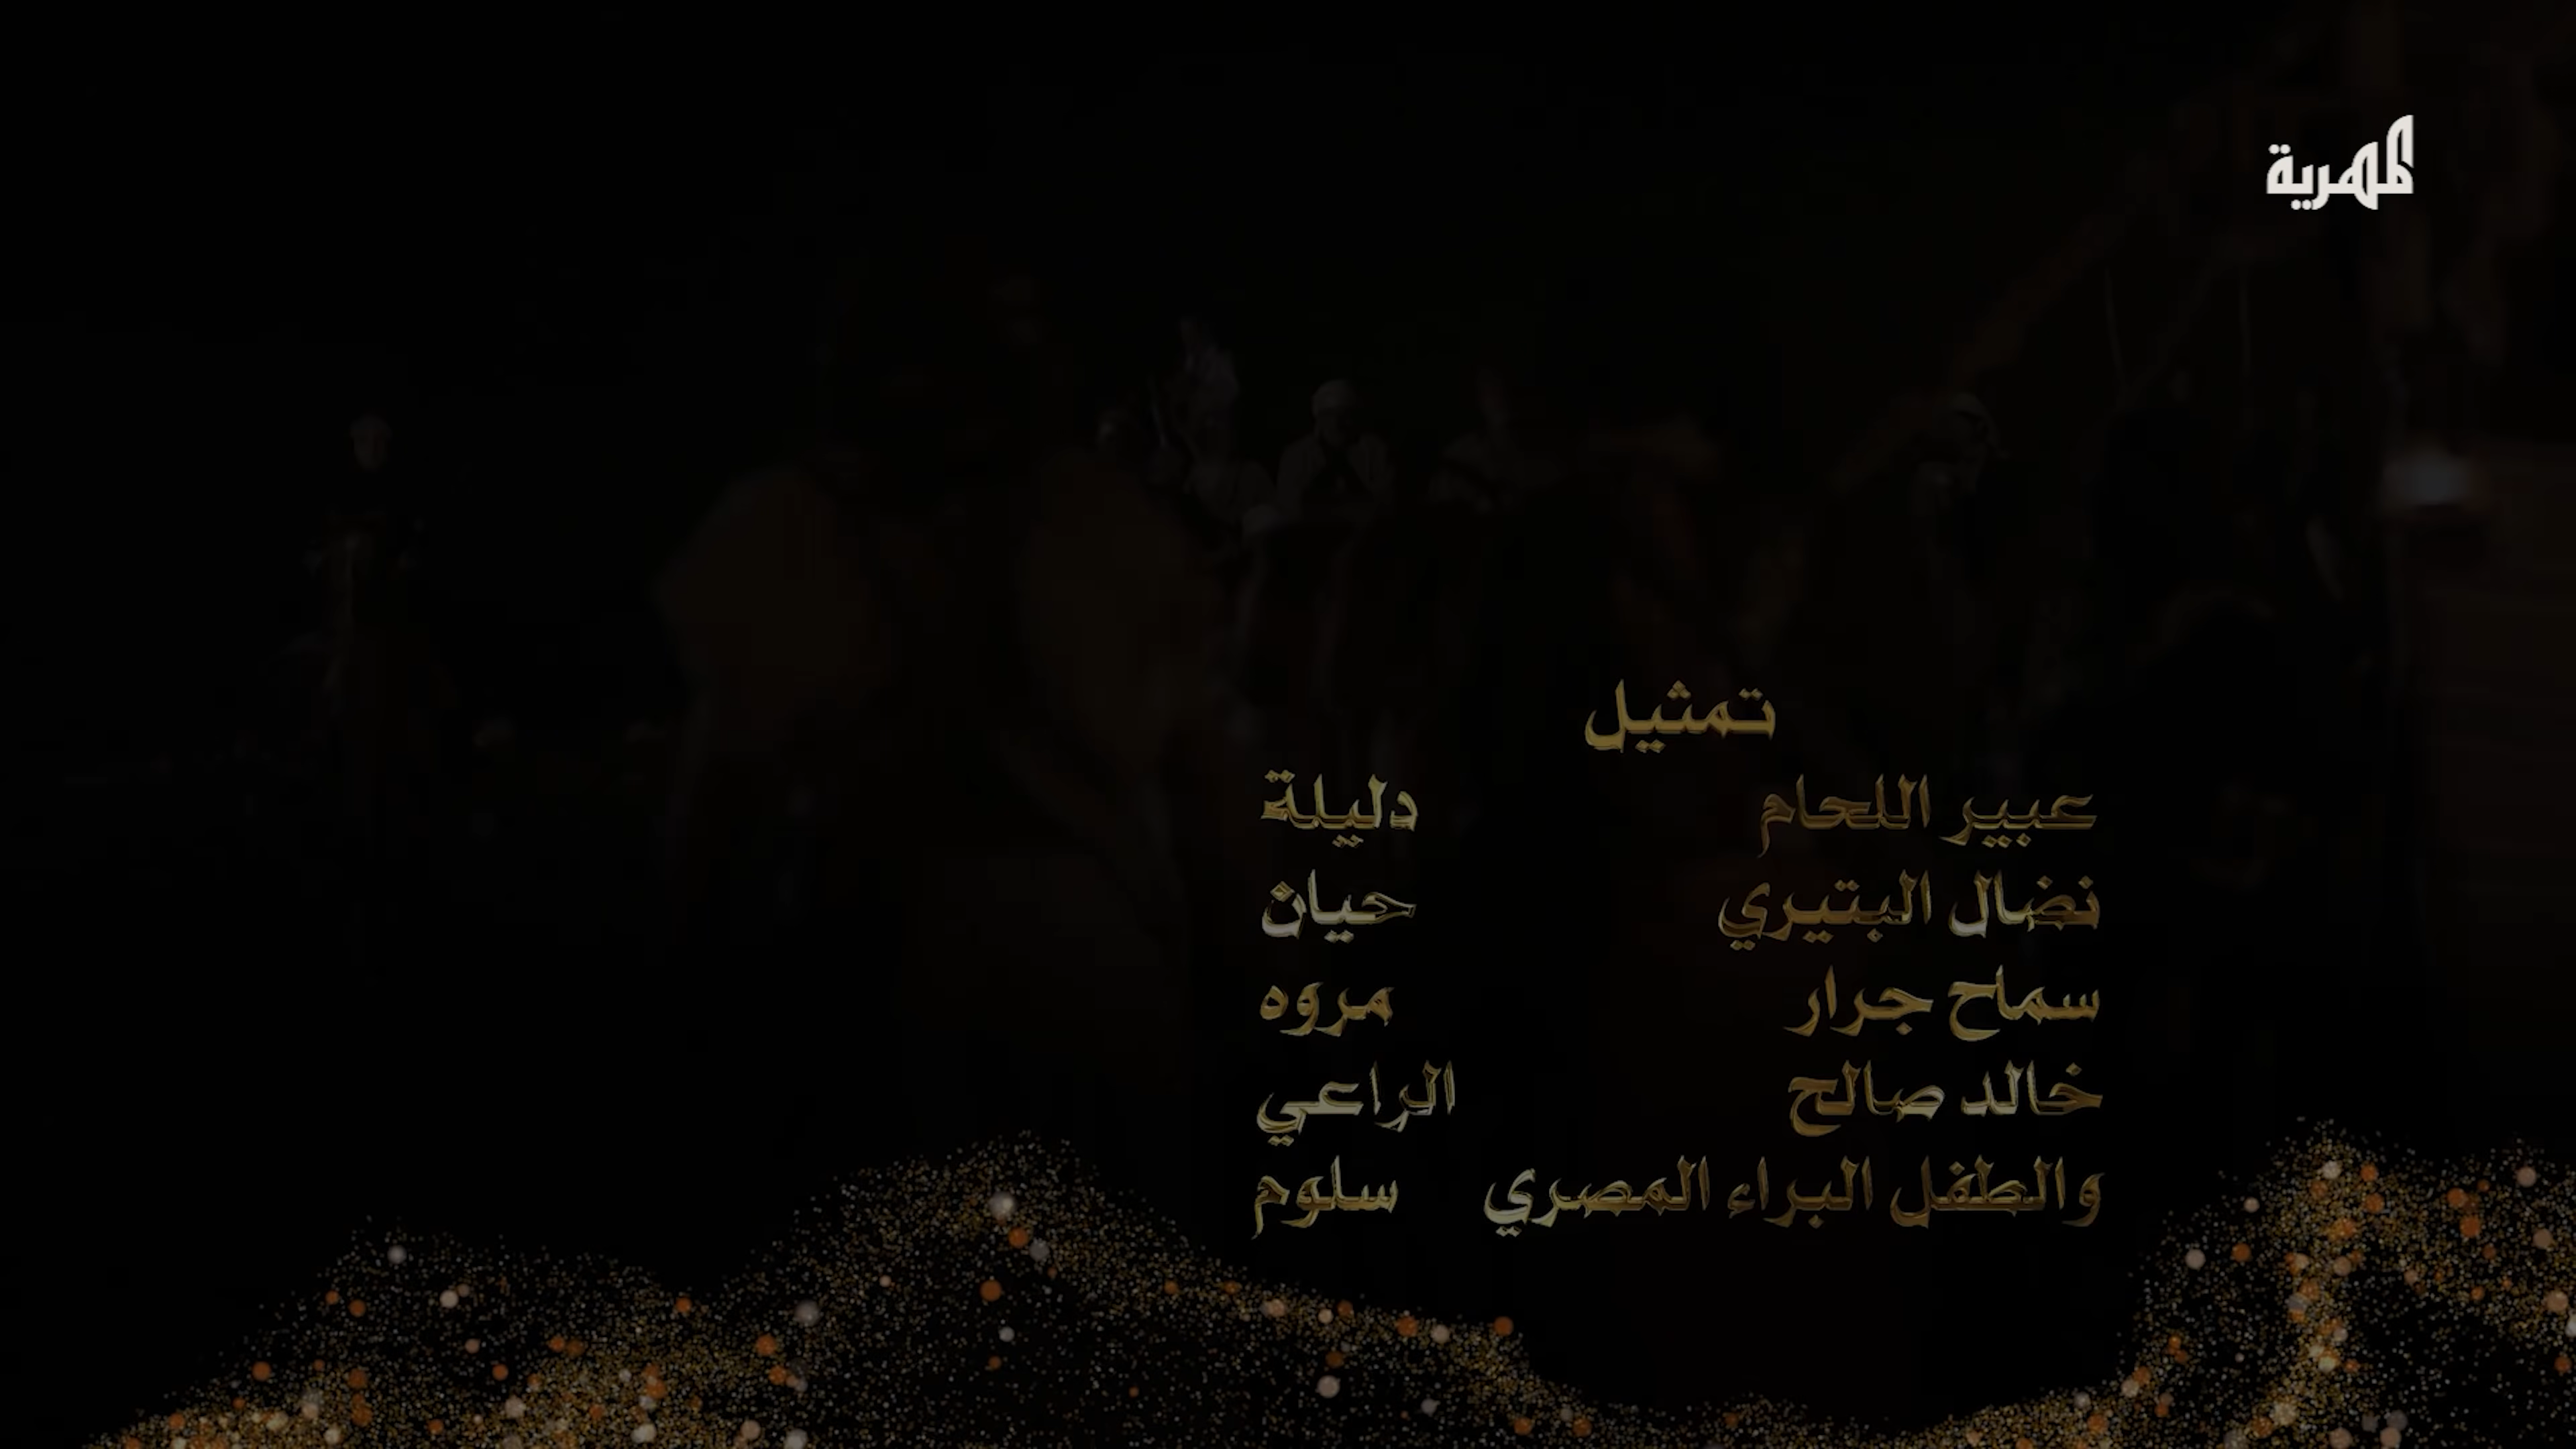 المهرية
تمثيل
عبير اللحام دليلة
نضال البتيري حيان
سماح جرار مروه
خالد صالح الراعي
والطفل البراء المصري سلوم